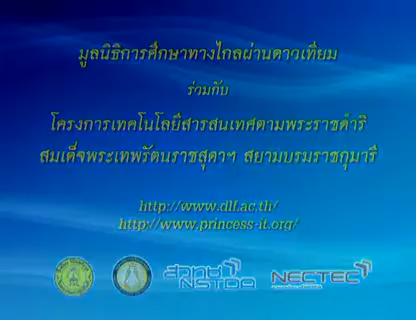 มูลนิธิการศึกษาทางไกลผ่านดาวเทียม
ร่วมกับ
โครงการเทคโนโลยีสารสนเทศตามพระราชดำริ
สมเด็จพระเทพรัตนราชสุดาฯ สยามบรมราชกุมารี
http://www.dlf.ac.th/
http://www.princess-it.org/
สวทช
NSTDA
NECTEC